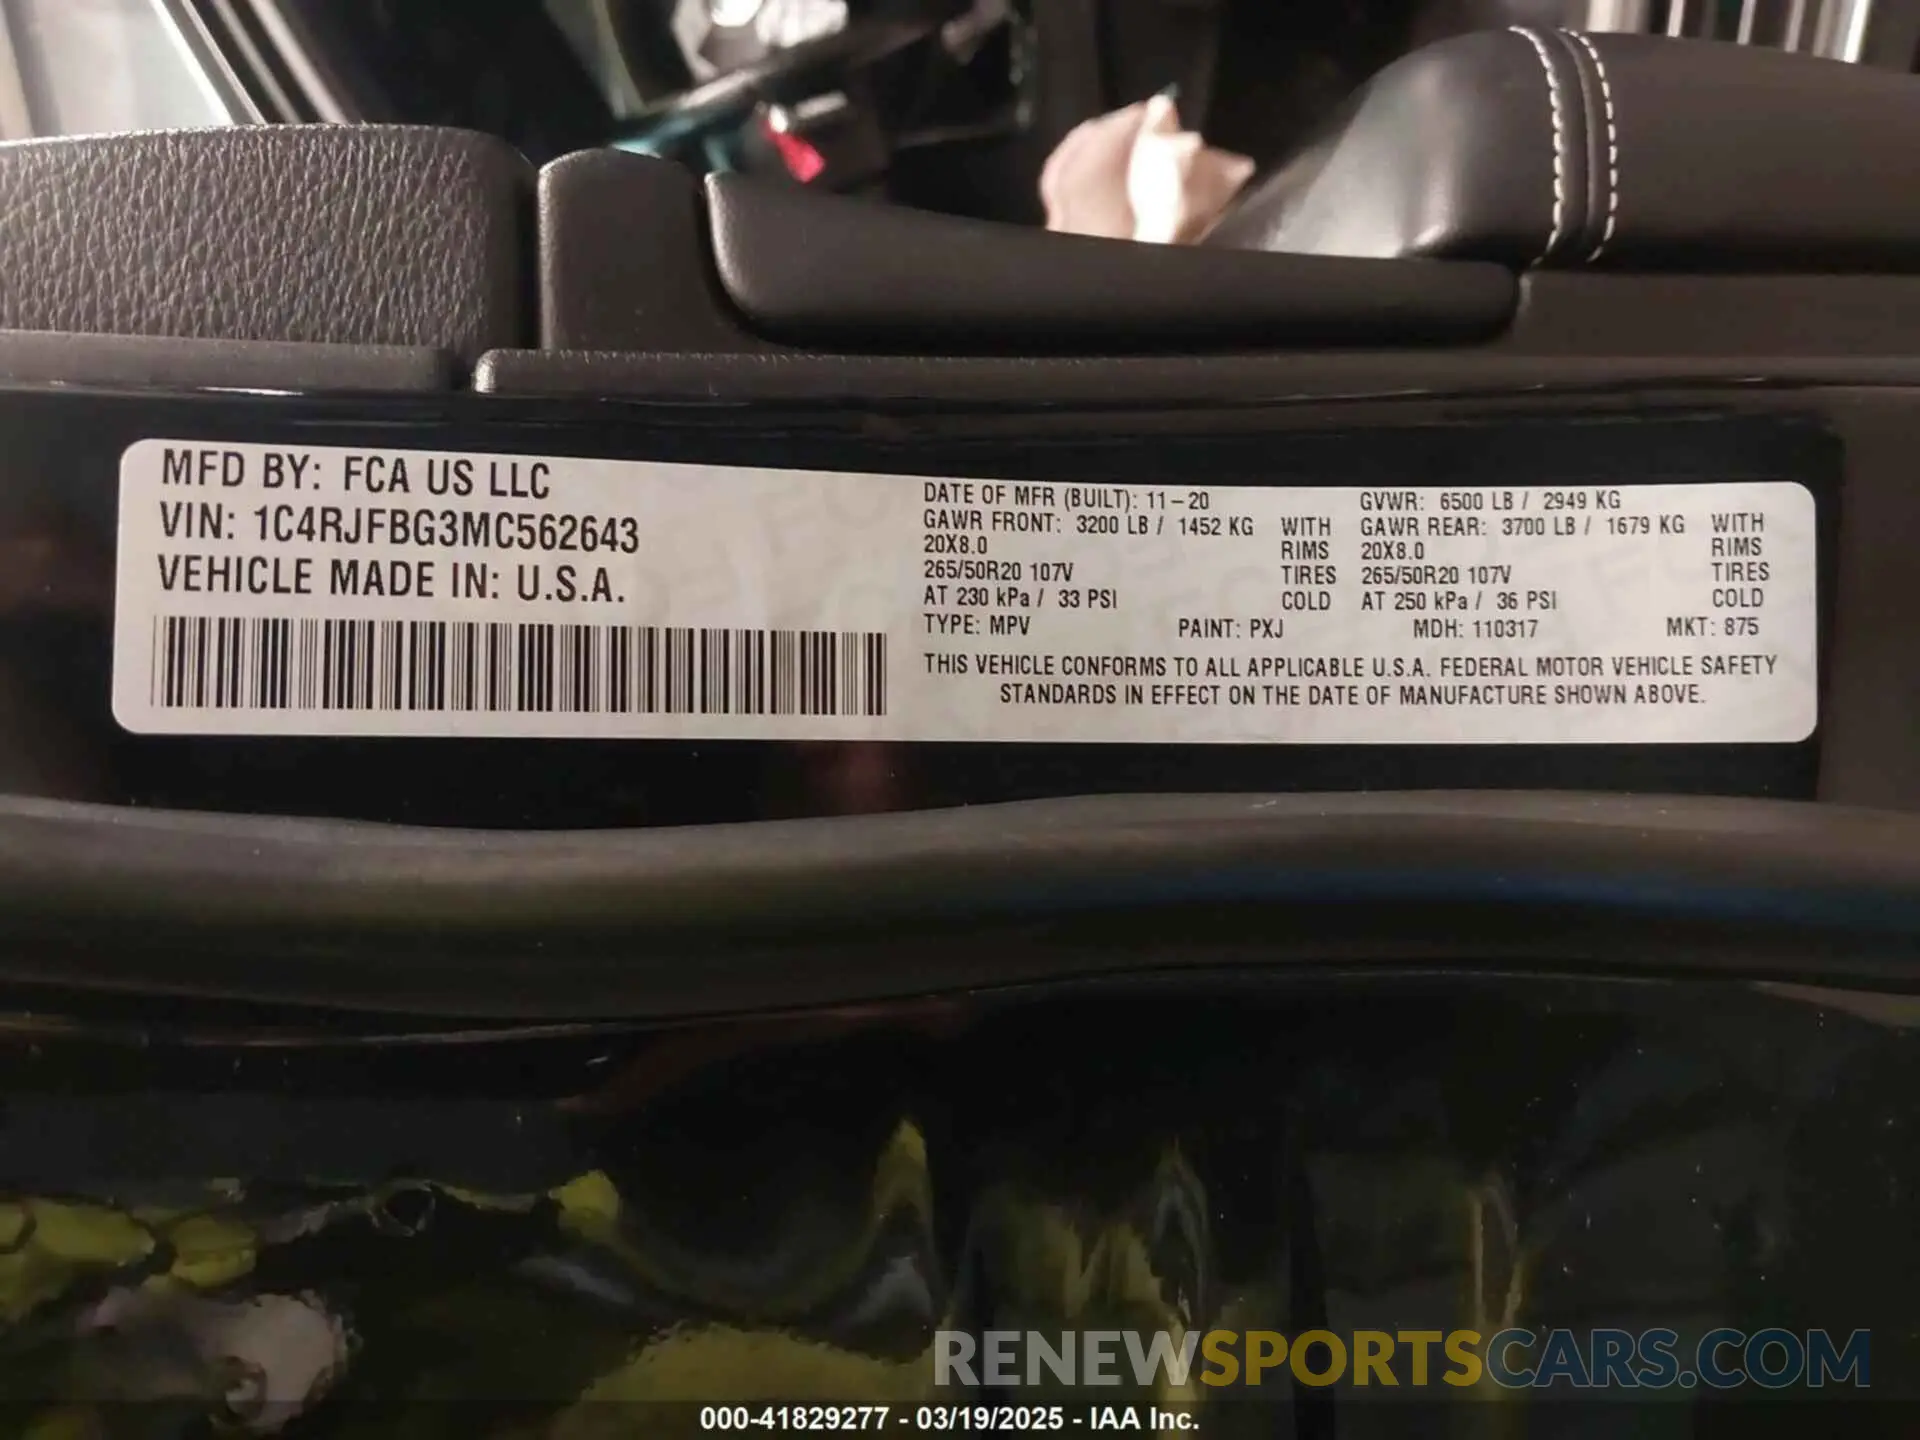 MFD BY: FCA US LLC
VIN: 1C4RJFBG3MC562643
VEHICLE MADE IN: U.S.A.
DATE OF MFR (BUILT): 11-20 GVWR: 6500 LB / 2949 KG
GAWR FRONT: 3200 LB / 1452 KG WITH GAWR REAR: 3700 LB / 1679 KG WITH
20X8.0 RIMS 20X8.0 RIMS
265/50R20 107V TIRES 265/50R20 107V TIRES
AT 230 kPa / 33 PSI COLD AT 250 kPa / 36 PSI COLD
TYPE: MPV PAINT: PXJ MDH: 110317 MKT: 875
THIS VEHICLE CONFORMS TO ALL APPLICABLE U.S.A. FEDERAL MOTOR VEHICLE SAFETY
STANDARDS IN EFFECT ON THE DATE OF MANUFACTURE SHOWN ABOVE.
RENEWSPORTSCARS.COM
000-41829277 - 03/19/2025 - IAA Inc.